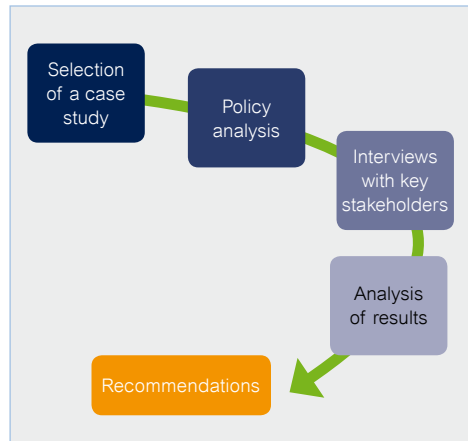 Selection
of a case
study
Policy
analysis
Interviews
with key
stakeholders
Analysis
of results
Recommendations